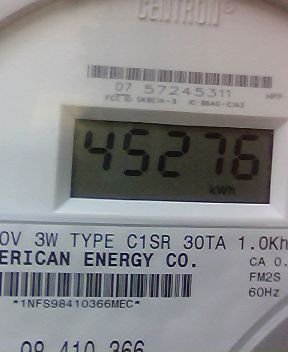 CENTRON®
07 57245311
45276
kWh
0V 3W TYPE C1SR 30TA 1.0Kh
ERICAN ENERGY CO.
CA 0.
FM2S
*1NFS98410366MEC*
60Hz
98 410 366